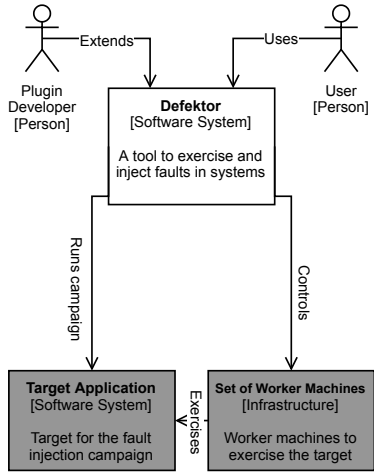 Extends
Uses
Plugin
Developer
[Person]
User
[Person]
Defektor
[Software System]
A tool to exercise and
inject faults in systems
Runs campaign
Controls
Target Application
[Software System]
Target for the fault
injection campaign
Exercises
Set of Worker Machines
[Infrastructure]
Worker machines to
exercise the target